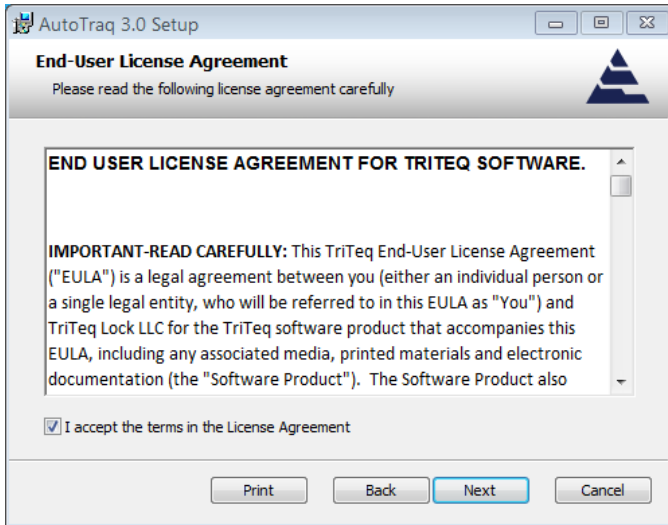 AutoTraq 3.0 Setup
End-User License Agreement
Please read the following license agreement carefully
END USER LICENSE AGREEMENT FOR TRITEQ SOFTWARE.
IMPORTANT-READ CAREFULLY: This TriTeq End-User License Agreement
("EULA") is a legal agreement between you (either an individual person or
a single legal entity, who will be referred to in this EULA as "You") and
TriTeq Lock LLC for the TriTeq software product that accompanies this
EULA, including any associated media, printed materials and electronic
documentation (the "Software Product").  The Software Product also
I accept the terms in the License Agreement
Print Back Next Cancel